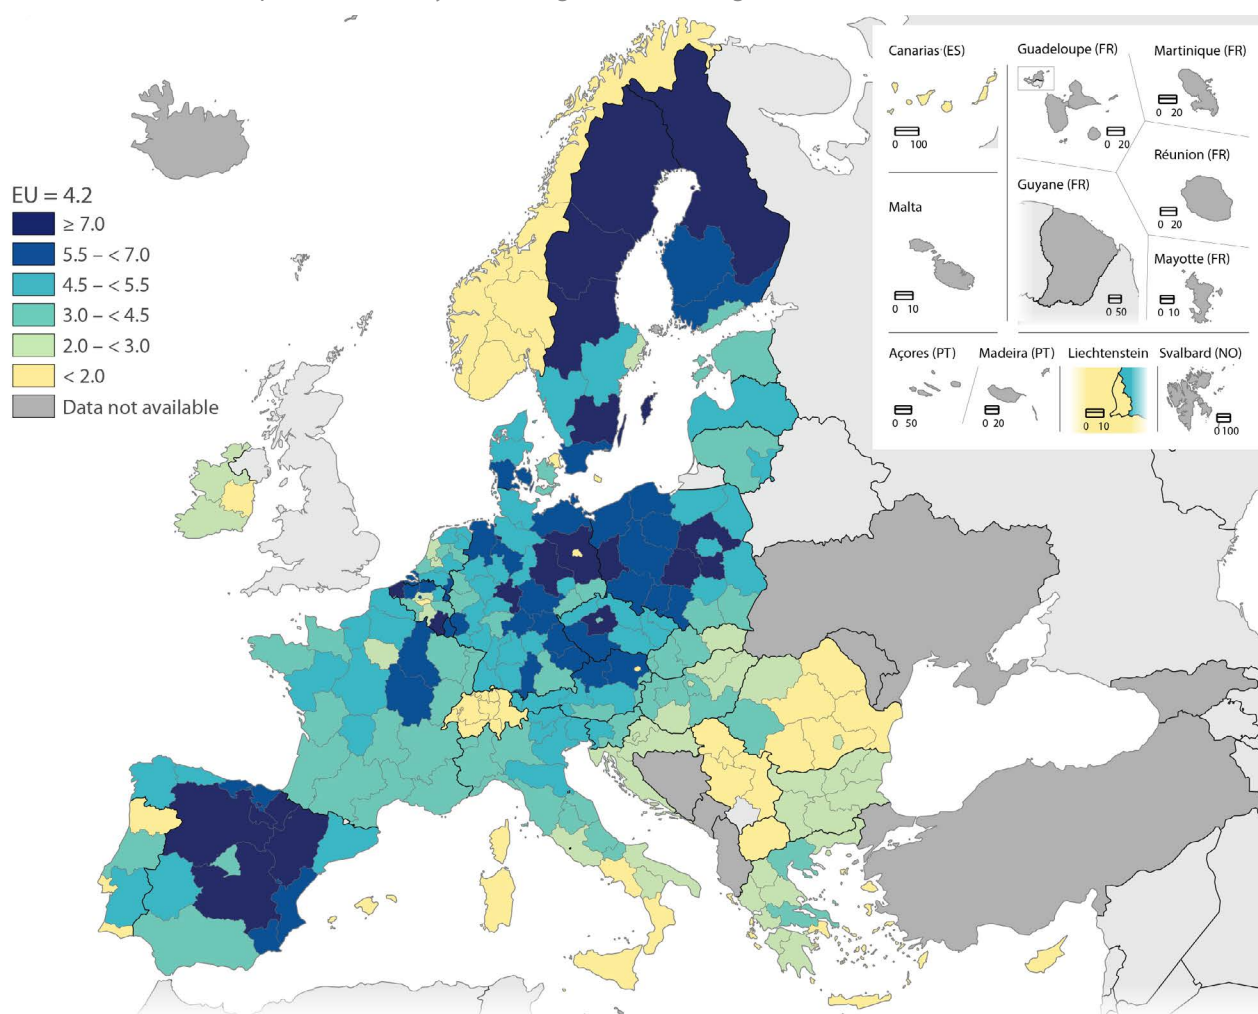 EU = 4.2
≥ 7.0
5.5 – < 7.0
4.5 – < 5.5
3.0 – < 4.5
2.0 – < 3.0
< 2.0
Data not available
Canarias (ES)
0 100
Guadeloupe (FR)
0 20
Martinique (FR)
0 20
Réunion (FR)
0 20
Guyane (FR)
0 50
Malta
0 10
Mayotte (FR)
0 10
Açores (PT)
0 50
Madeira (PT)
0 20
Liechtenstein
0 10
Svalbard (NO)
0 100